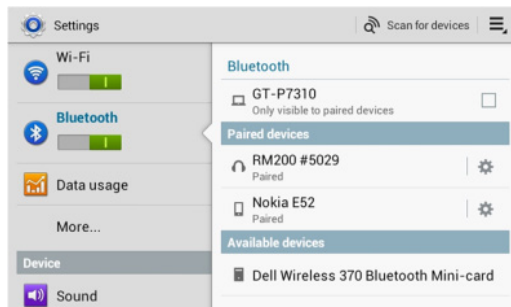 Settings
Scan for devices
Wi-Fi
Bluetooth
Data usage
More...
Device
Sound
Bluetooth
GT-P7310
Only visible to paired devices
Paired devices
RM200 #5029
Paired
Nokia E52
Paired
Available devices
Dell Wireless 370 Bluetooth Mini-card